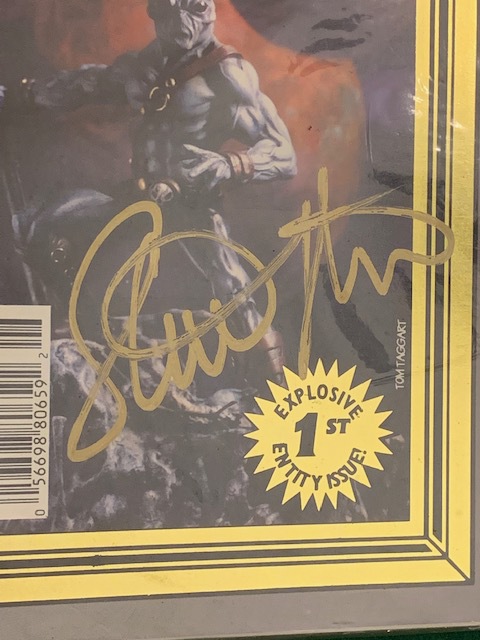 TOM TAGGART
EXPLOSIVE
1ST
ENTITY ISSUE!
0 56698 80659 2